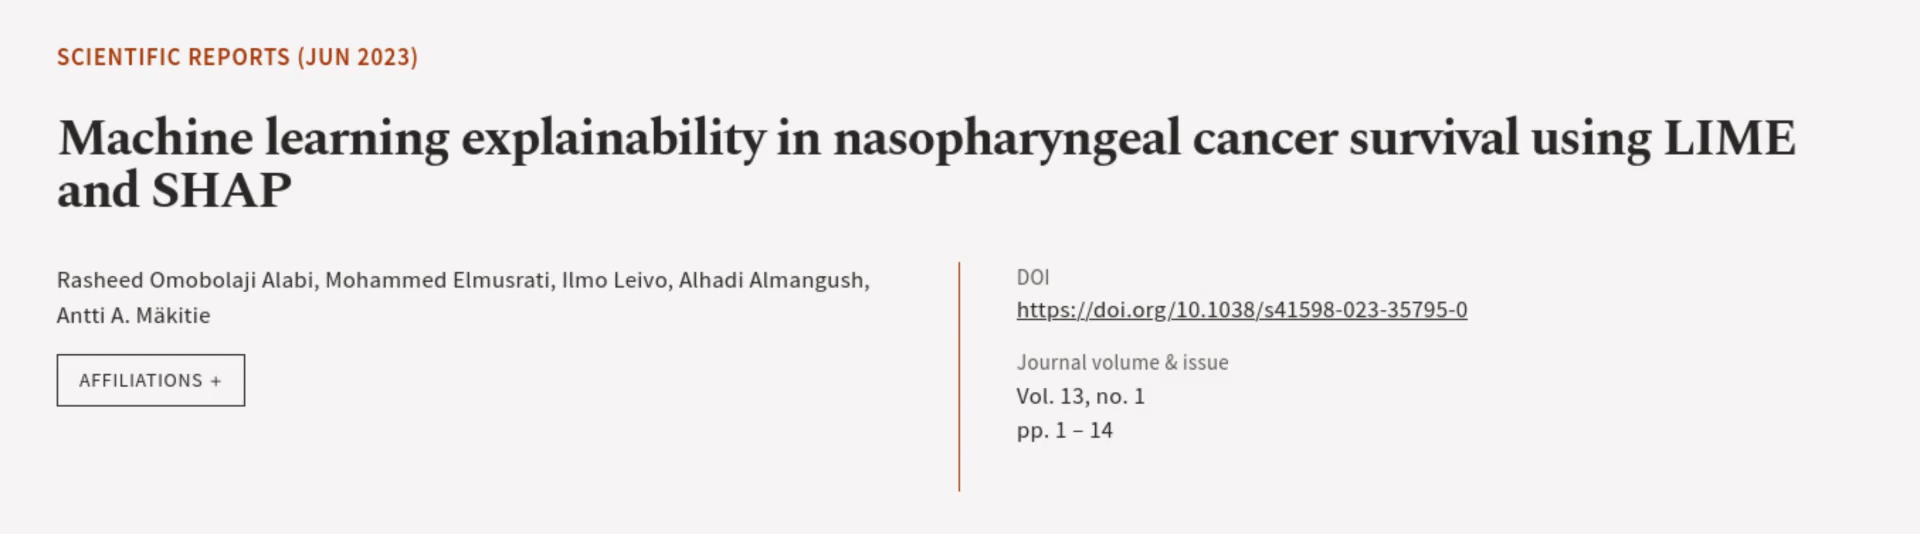 SCIENTIFIC REPORTS (JUN 2023)
Machine learning explainability in nasopharyngeal cancer survival using LIME
and SHAP
Rasheed Omobolaji Alabi, Mohammed Elmusrati, Ilmo Leivo, Alhadi Almangush,
Antti A. Mäkitie
AFFILIATIONS +
DOI
https://doi.org/10.1038/s41598-023-35795-0
Journal volume & issue
Vol. 13, no. 1
pp. 1 – 14